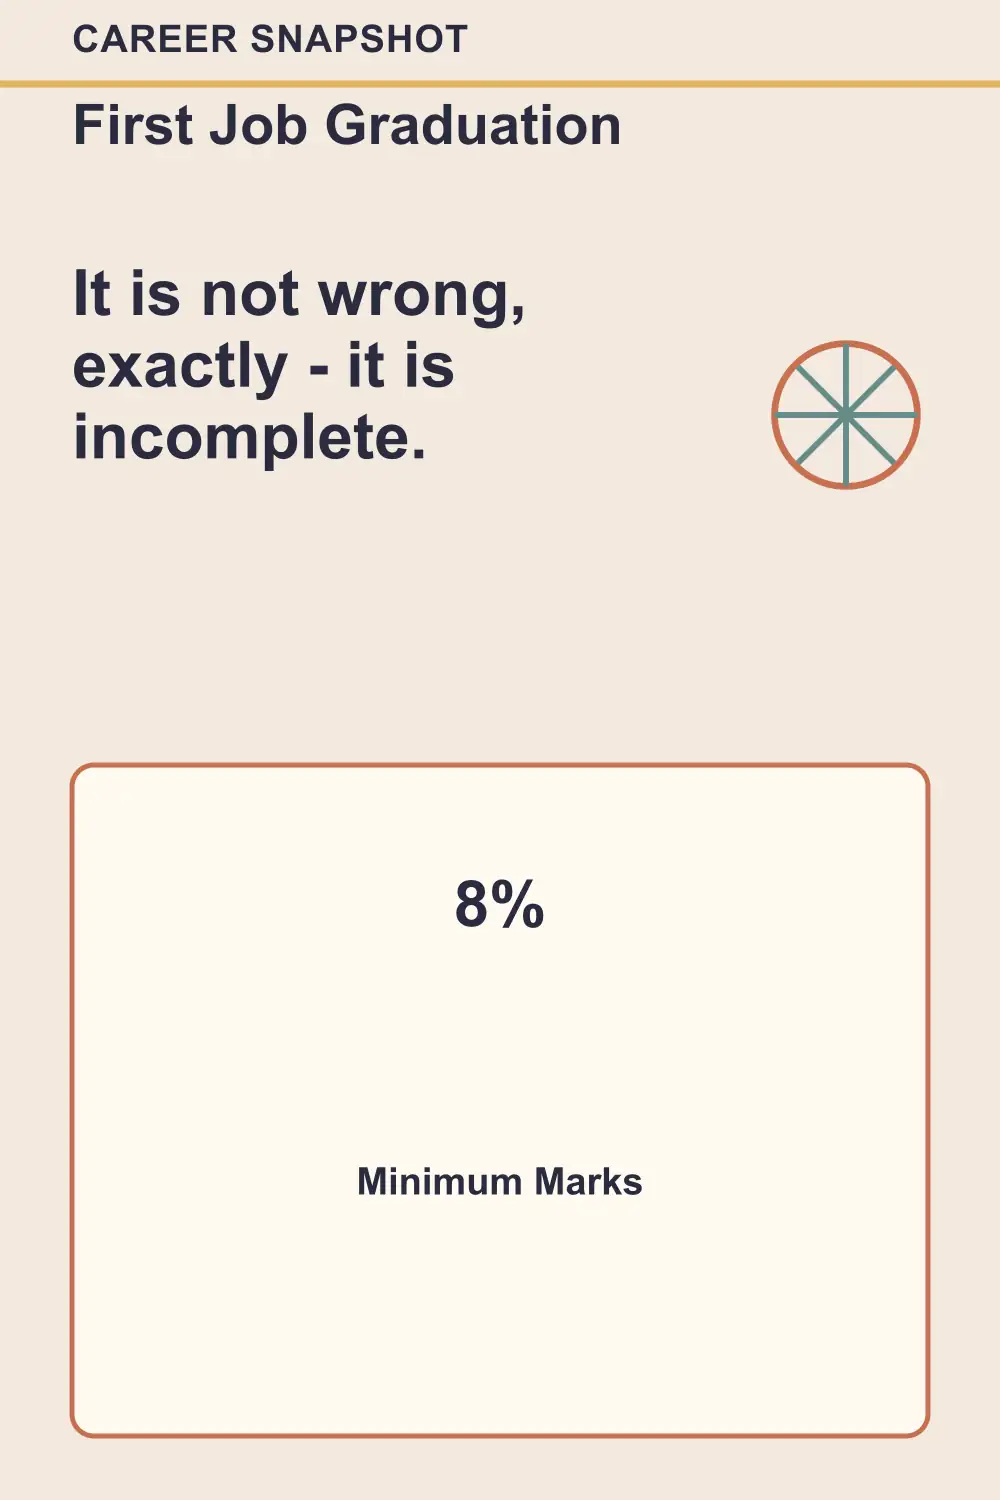 CAREER SNAPSHOT
First Job Graduation
It is not wrong,
exactly - it is
incomplete.
8%
Minimum Marks